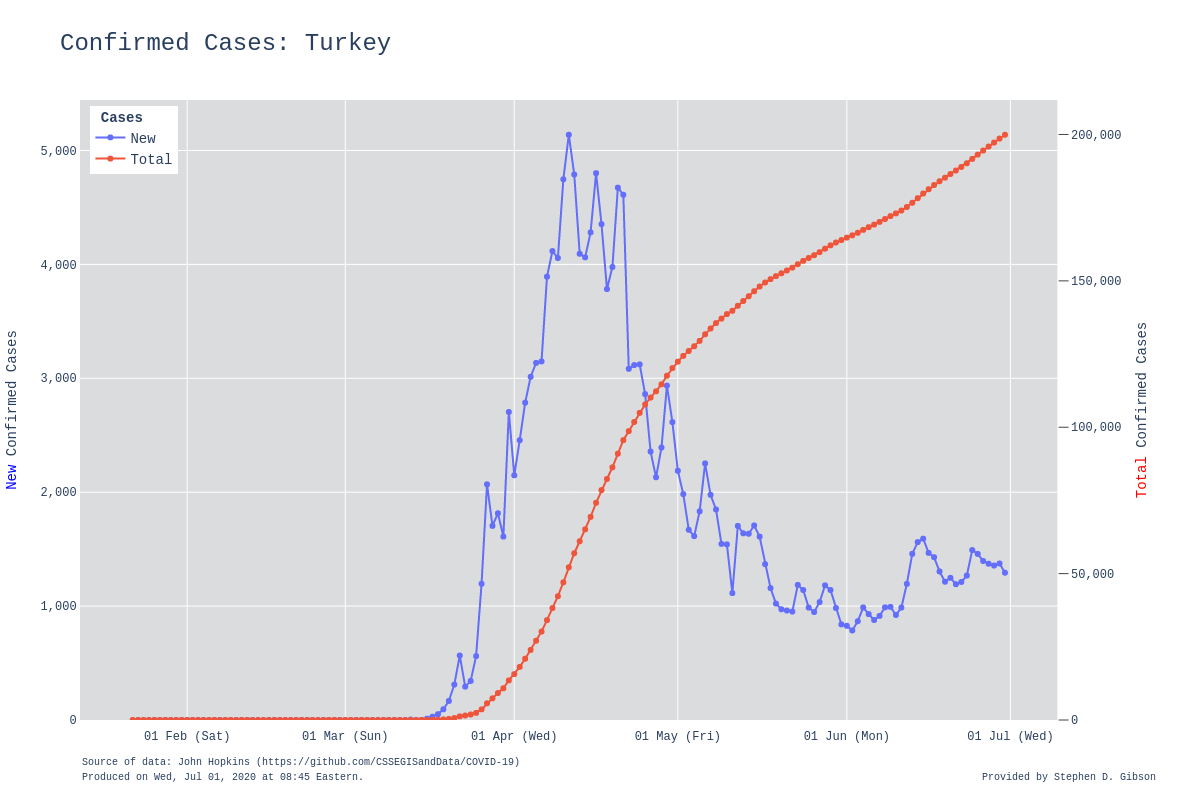 Confirmed Cases: Turkey
Cases
New
Total
5,000
4,000
3,000
2,000
1,000
0
New Confirmed Cases
200,000
150,000
100,000
50,000
0
Total Confirmed Cases
01 Feb (Sat)
01 Mar (Sun)
01 Apr (Wed)
01 May (Fri)
01 Jun (Mon)
01 Jul (Wed)
Source of data: John Hopkins (https://github.com/CSSEGISandData/COVID-19)
Produced on Wed, Jul 01, 2020 at 08:45 Eastern.
Provided by Stephen D. Gibson